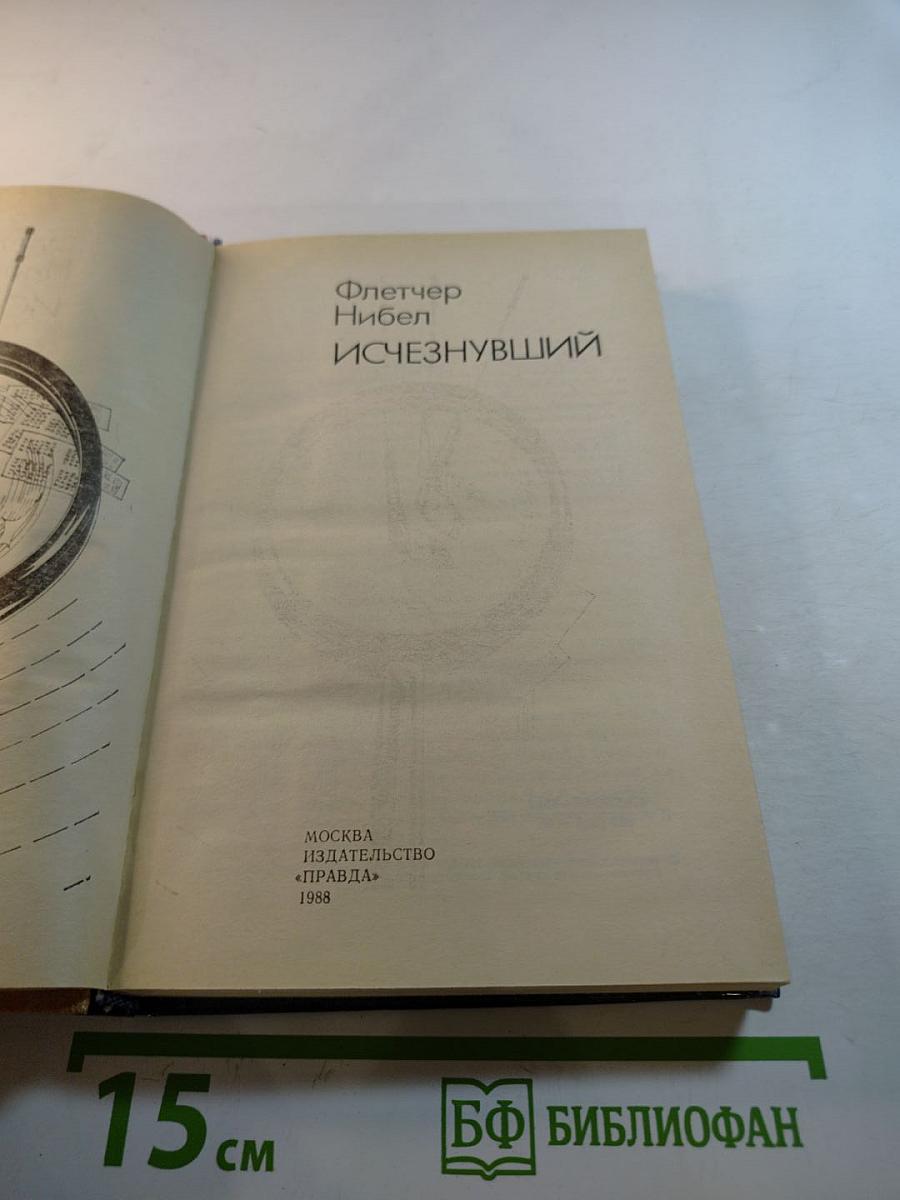 Флетчер
Нибел
ИСЧЕЗНУВШИЙ
МОСКВА
ИЗДАТЕЛЬСТВО
«ПРАВДА»
1988
15 см
БФ БИБЛИОФАН